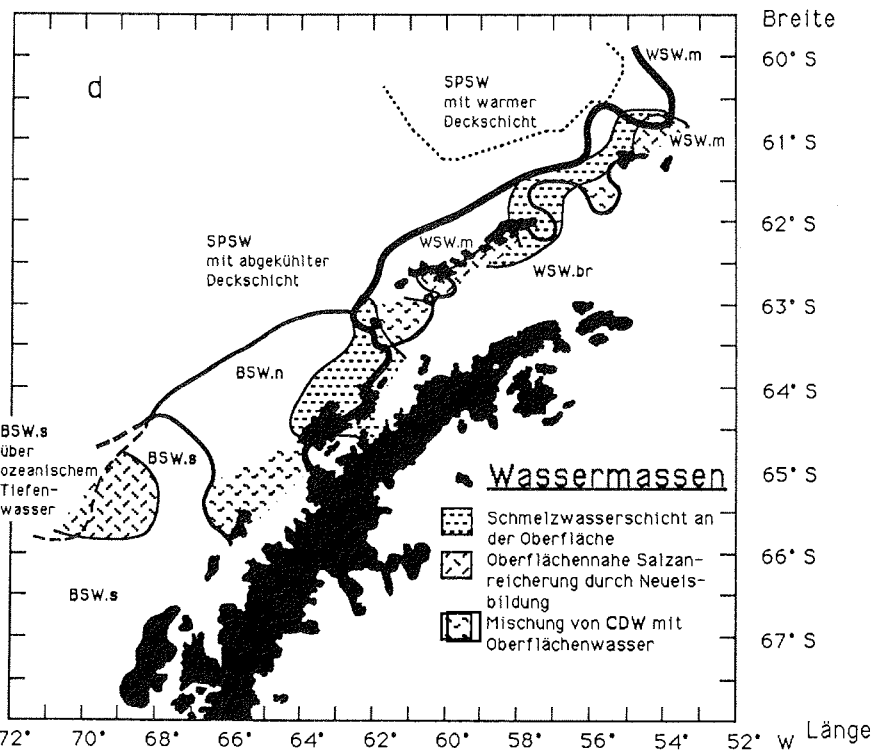 Breite
60° S
61° S
62° S
63° S
64° S
65° S
66° S
67° S
d
WSW.m
SPSW
mit warmer
Deckschicht
WSW.m
SPSW
mit abgekühlter
Deckschicht
WSW.m
WSW.br
BSW.n
BSW.s
über
ozeanischem
Tiefen-
wasser
BSW.s
BSW.s
Wassermassen
Schmelzwasserschicht an
der Oberfläche
Oberflächennahe Salzan-
reicherung durch Neueis-
bildung
Mischung von CDW mit
Oberflächenwasser
72° 70° 68° 66° 64° 62° 60° 58° 56° 54° 52° W Länge